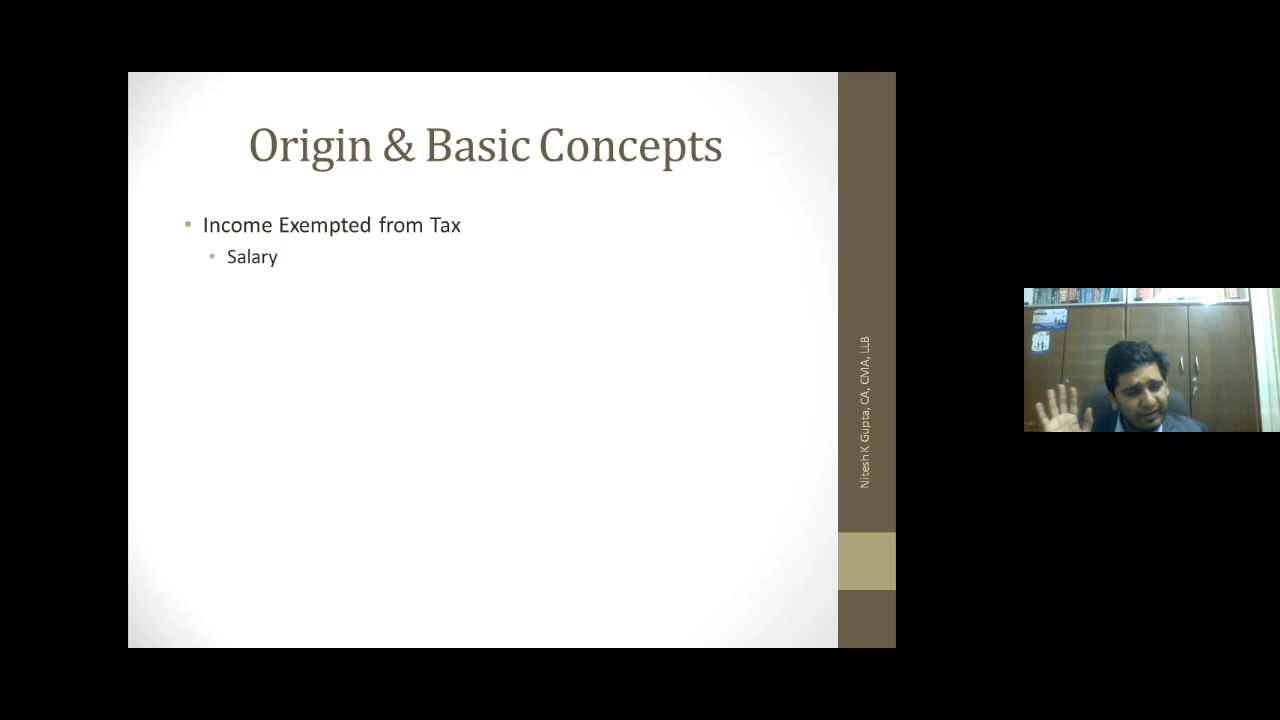 Origin & Basic Concepts
• Income Exempted from Tax
• Salary
Nitesh K Gupta, CA, CMA, LLB